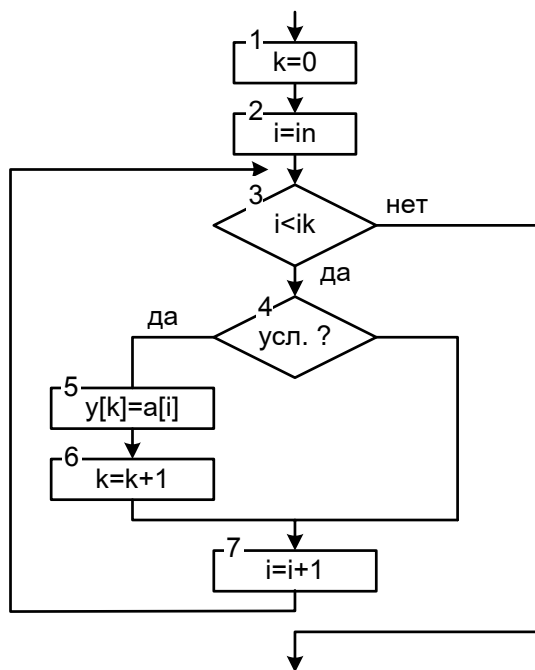 1
k=0
2
i=in
3
i<ik
нет
да
4
усл. ?
да
5
y[k]=a[i]
6
k=k+1
7
i=i+1